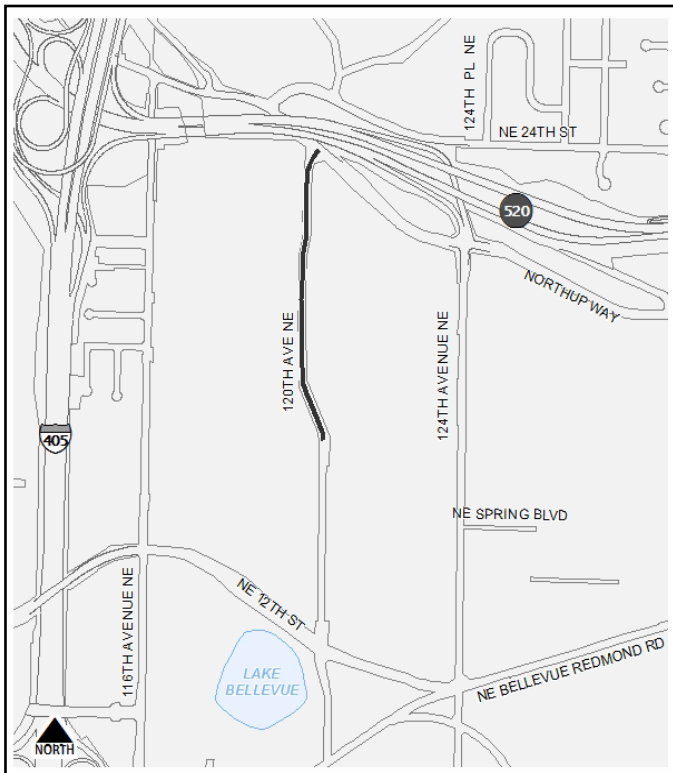 124TH PL NE
NE 24TH ST
520
NORTHUP WAY
120TH AVE NE
124TH AVENUE NE
405
NE SPRING BLVD
116TH AVENUE NE
NE 12TH ST
NE BELLEVUE REDMOND RD
LAKE
BELLEVUE
NORTH